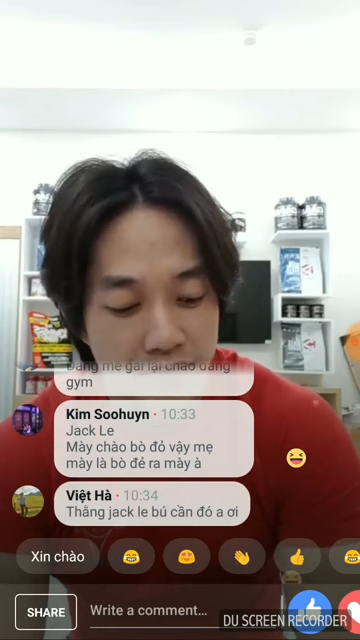 Đang me gái lại chào đảng
gym
Kim Soohuyn • 10:33
Jack Le
Mày chào bò đỏ vậy mẹ
mày là bò đẻ ra mày à
Việt Hà • 10:34
Thằng jack le bú cần đó a ơi
Xin chào
SHARE
Write a comment…
DU SCREEN RECORDER